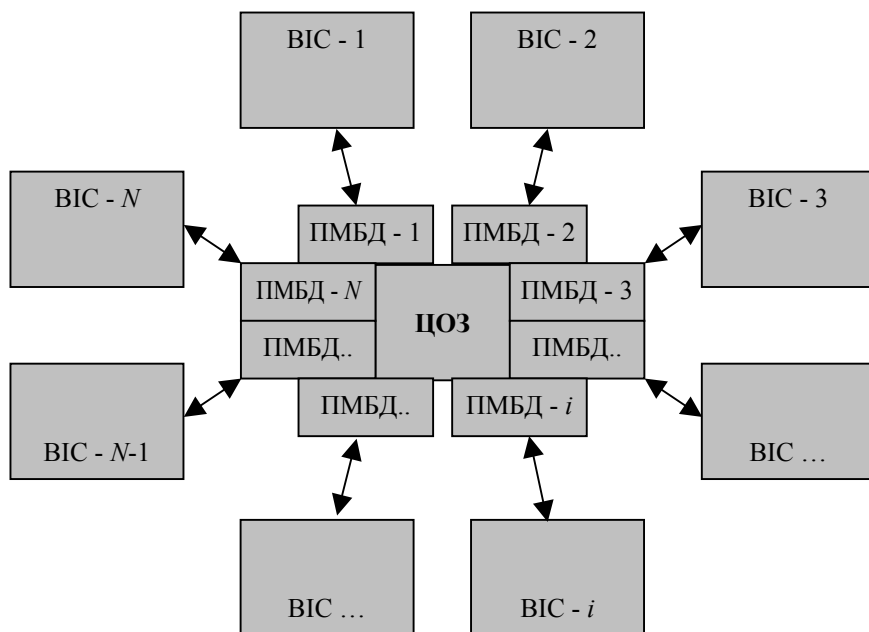 ВІС - 1
ВІС - 2
ВІС - N
ВІС - 3
ПМБД - 1
ПМБД - 2
ПМБД - N
ПМБД - 3
ЦОЗ
ПМБД..
ПМБД..
ПМБД..
ПМБД - i
ВІС - N-1
ВІС …
ВІС …
ВІС - i